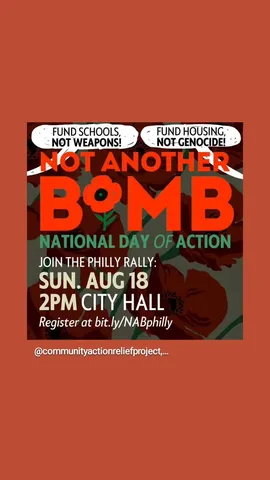 FUND SCHOOLS,
NOT WEAPONS!
FUND HOUSING,
NOT GENOCIDE!
NOT ANOTHER
BOMB
NATIONAL DAY OF ACTION
JOIN THE PHILLY RALLY:
SUN. AUG 18
2PM CITY HALL
Register at bit.ly/NABphilly
@communityactionreliefproject,...